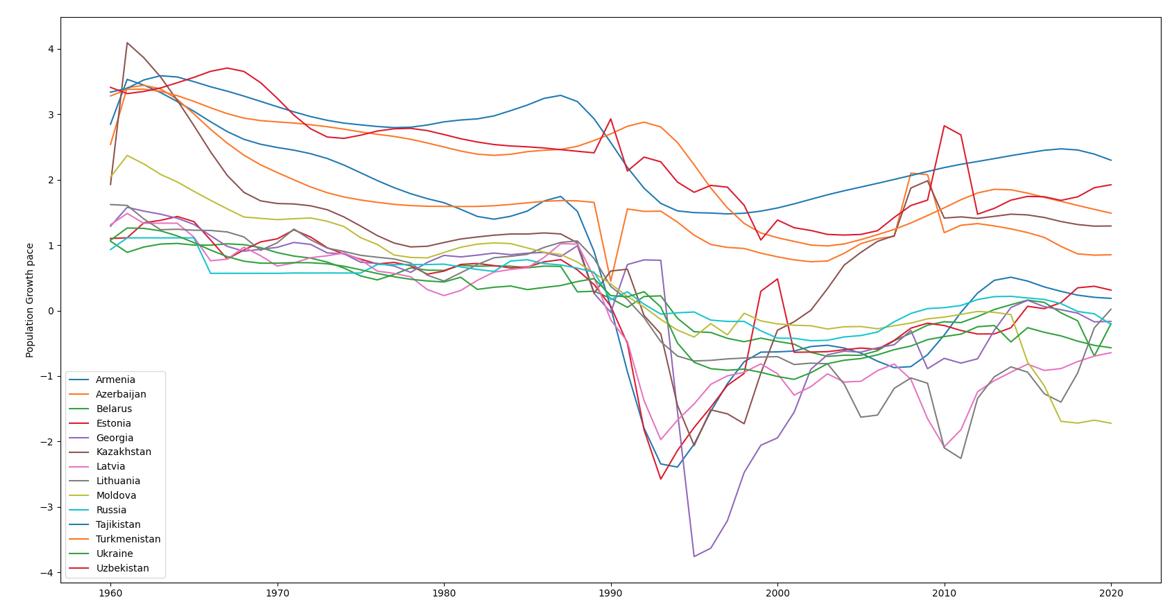 4
3
2
1
0
−1
−2
−3
−4
Population Growth pace
Armenia
Azerbaijan
Belarus
Estonia
Georgia
Kazakhstan
Latvia
Lithuania
Moldova
Russia
Tajikistan
Turkmenistan
Ukraine
Uzbekistan
1960 1970 1980 1990 2000 2010 2020